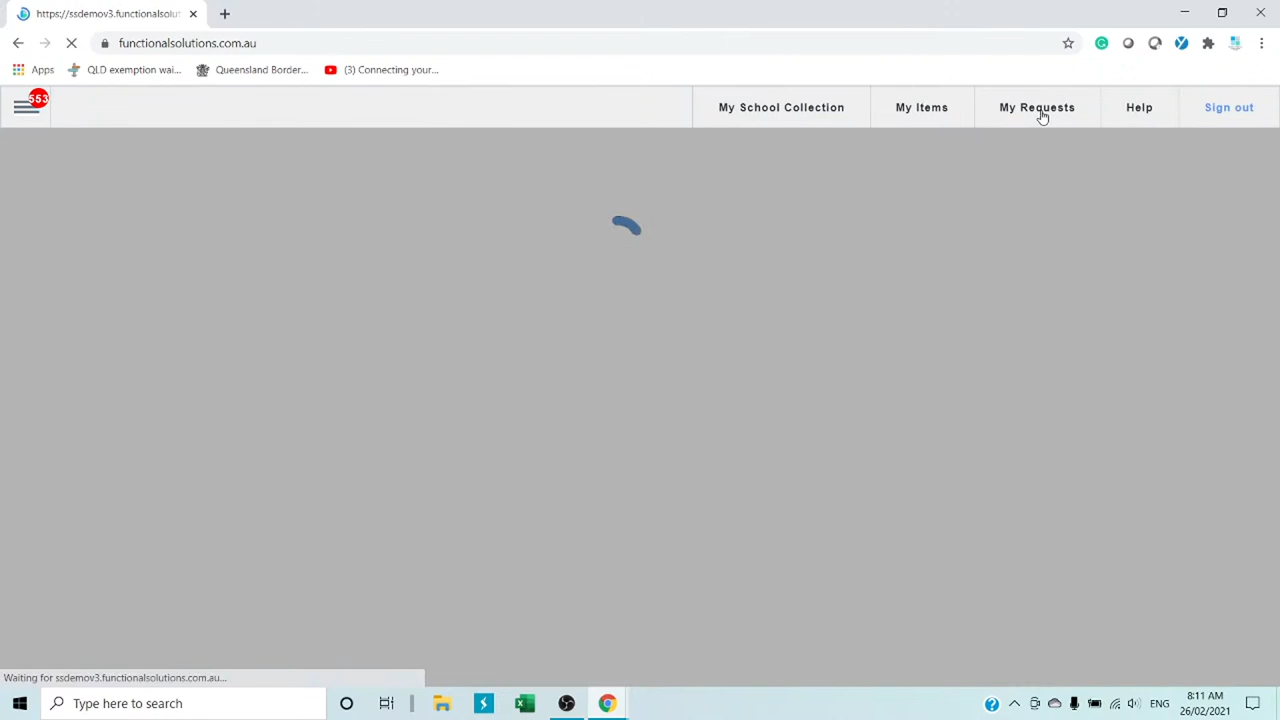 https://ssdemov3.functionalsolut
functionalsolutions.com.au
Apps
QLD exemption wai...
Queensland Border...
(3) Connecting your...
553
My School Collection
My Items
My Requests
Help
Sign out
Waiting for ssdemov3.functionalsolutions.com.au...
Type here to search
ENG
8:11 AM
26/02/2021